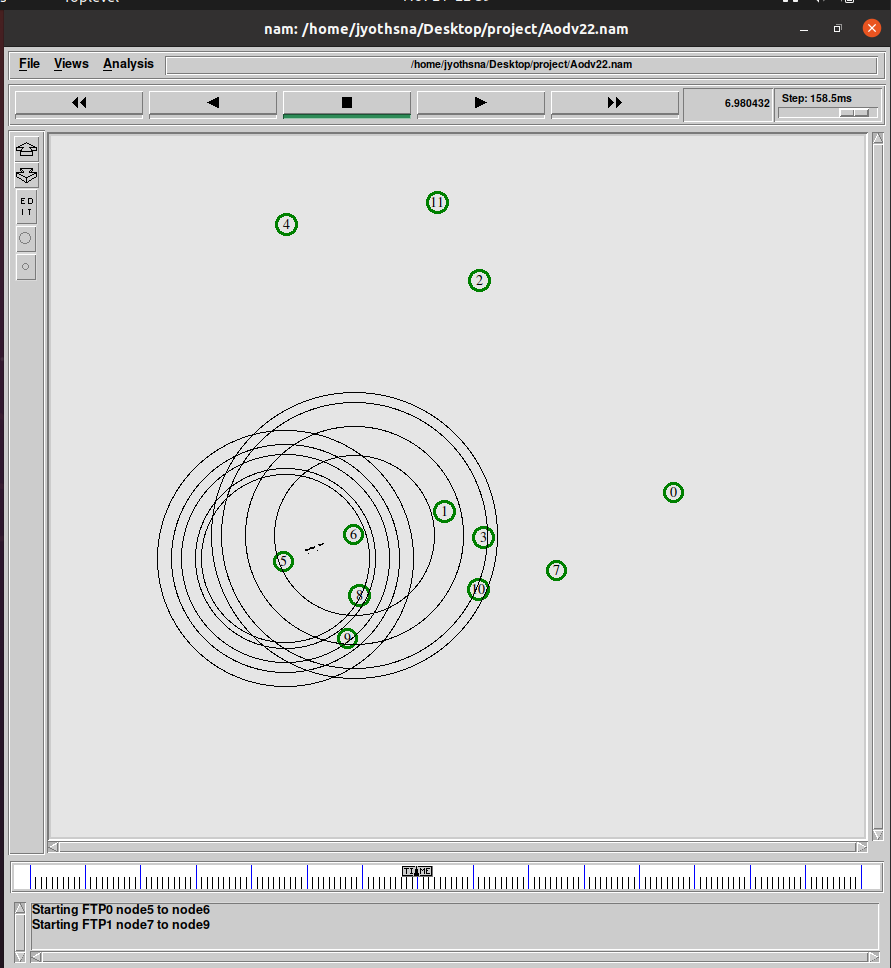 nam: /home/jyothsna/Desktop/project/Aodv22.nam
File Views Analysis /home/jyothsna/Desktop/project/Aodv22.nam
6.980432 Step: 158.5ms
ED
IT
11
4
2
0
1
6
3
5
7
10
8
9
TIME
Starting FTP0 node5 to node6
Starting FTP1 node7 to node9